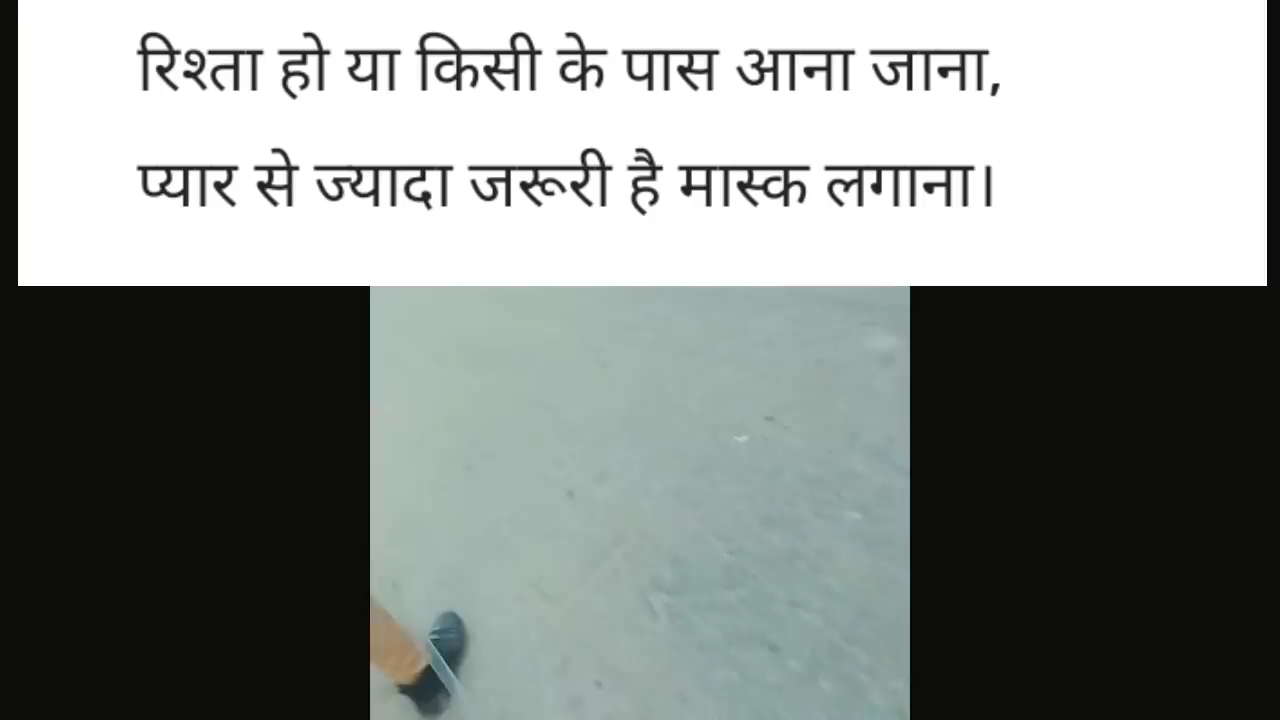 रिश्ता हो या किसी के पास आना जाना,
प्यार से ज्यादा जरूरी है मास्क लगाना।